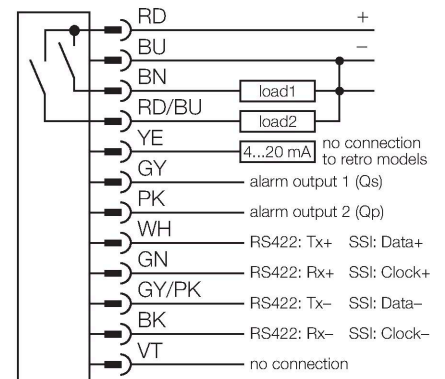 RD +
BU –
BN load1
RD/BU load2
YE 4...20 mA no connection
to retro models
GY alarm output 1 (Qs)
PK alarm output 2 (Qp)
WH RS422: Tx+ SSI: Data+
GN RS422: Rx+ SSI: Clock+
GY/PK RS422: Tx– SSI: Data–
BK RS422: Rx– SSI: Clock–
VT no connection